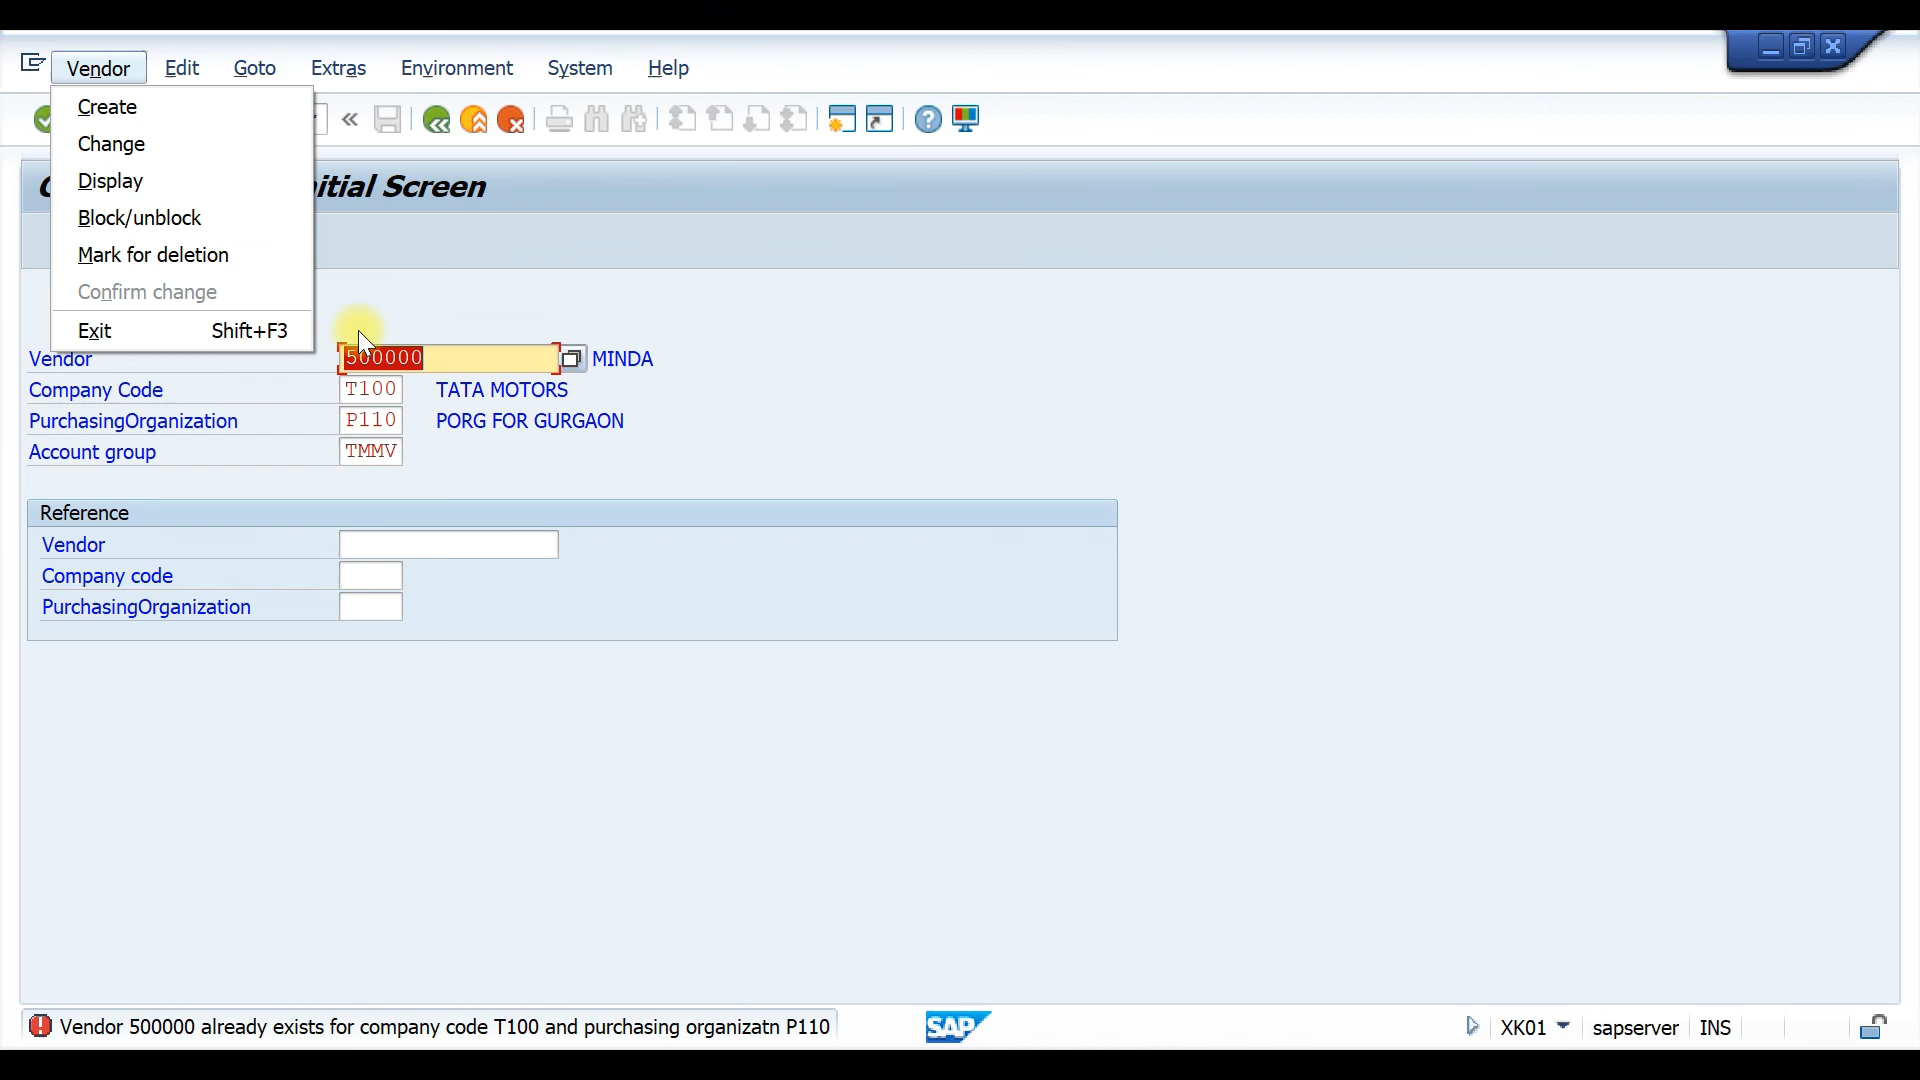 Vendor Edit Goto Extras Environment System Help
Create
Change
Display
Block/unblock
Mark for deletion
Confirm change
Exit Shift+F3
itial Screen
Vendor 500000 MINDA
Company Code T100 TATA MOTORS
PurchasingOrganization P110 PORG FOR GURGAON
Account group TMMV
Reference
Vendor
Company code
PurchasingOrganization
Vendor 500000 already exists for company code T100 and purchasing organizatn P110
SAP
XK01 sapserver INS